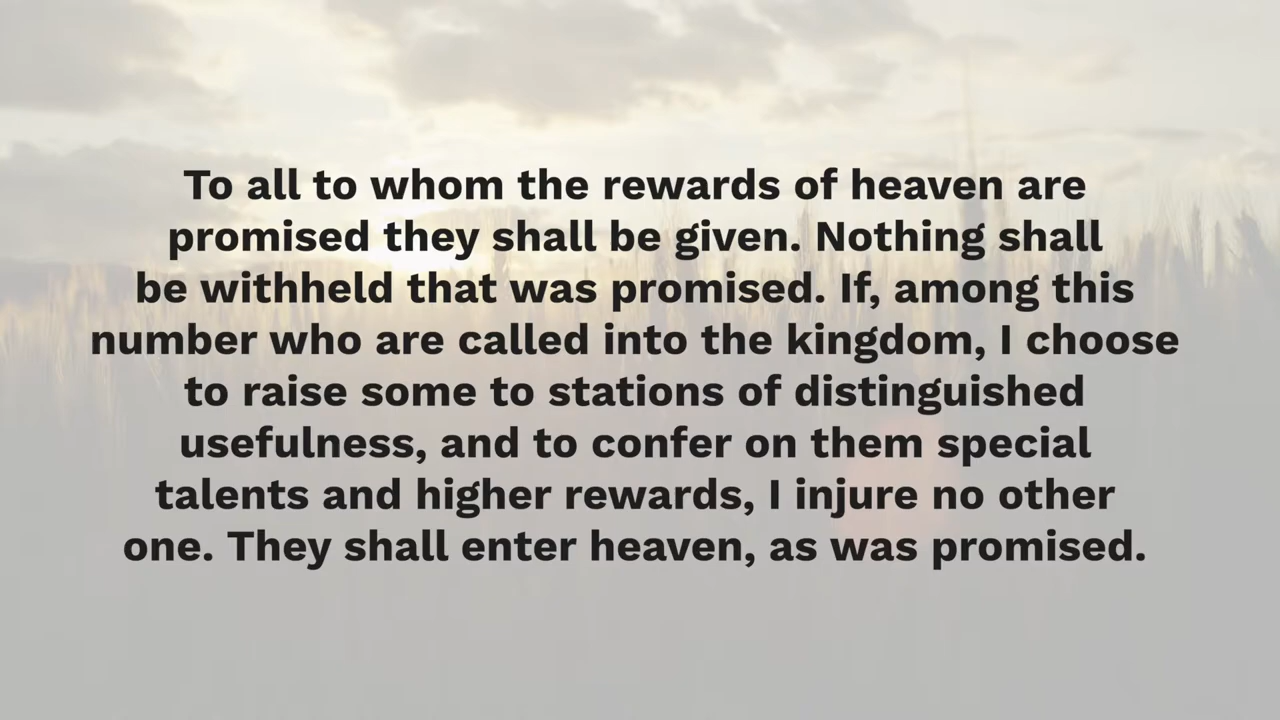 To all to whom the rewards of heaven are
promised they shall be given. Nothing shall
be withheld that was promised. If, among this
number who are called into the kingdom, I choose
to raise some to stations of distinguished
usefulness, and to confer on them special
talents and higher rewards, I injure no other
one. They shall enter heaven, as was promised.